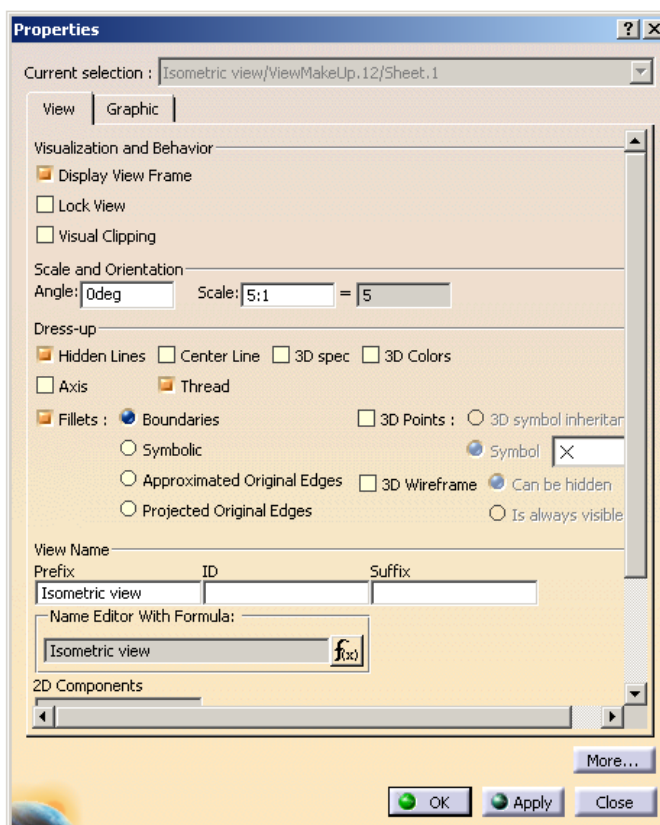 Properties
Current selection : Isometric view/ViewMakeUp.12/Sheet.1
View Graphic
Visualization and Behavior
Display View Frame
Lock View
Visual Clipping
Scale and Orientation
Angle: 0deg Scale: 5:1 = 5
Dress-up
Hidden Lines Center Line 3D spec 3D Colors
Axis Thread
Fillets : Boundaries 3D Points : 3D symbol inheritan
Symbolic Symbol
Approximated Original Edges 3D Wireframe Can be hidden
Projected Original Edges Is always visible
View Name
Prefix ID Suffix
Isometric view
Name Editor With Formula:
Isometric view f(x)
2D Components
More...
OK Apply Close